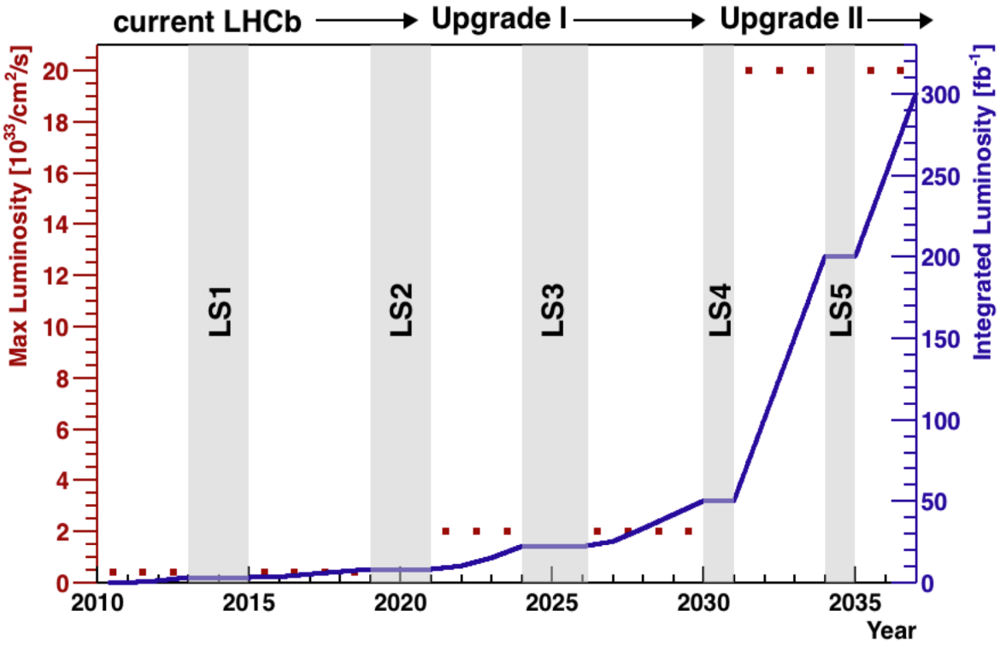 current LHCb
Upgrade I
Upgrade II
Max Luminosity [10³³/cm²/s]
20
18
16
14
12
10
8
6
4
2
0
LS1
LS2
LS3
LS4
LS5
Integrated Luminosity [fb⁻¹]
300
250
200
150
100
50
0
2010
2015
2020
2025
2030
2035
Year